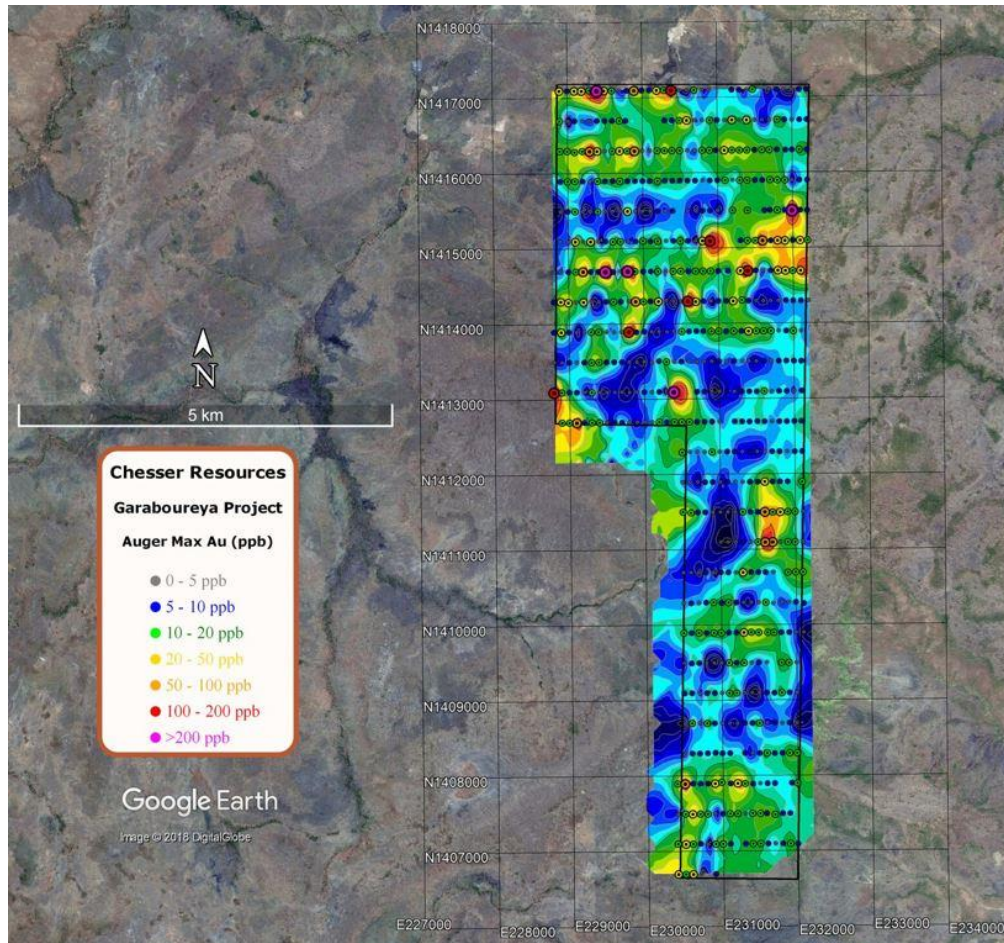 N1418000
N1417000
N1416000
N1415000
N1414000
N
5 km
N1413000
Chesser Resources
Garaboureya Project
Auger Max Au (ppb)
0 - 5 ppb
5 - 10 ppb
10 - 20 ppb
20 - 50 ppb
50 - 100 ppb
100 - 200 ppb
>200 ppb
N1412000
N1411000
N1410000
N1409000
N1408000
N1407000
Google Earth
Image © 2018 DigitalGlobe
E227000
E228000
E229000
E230000
E231000
E232000
E233000
E234000